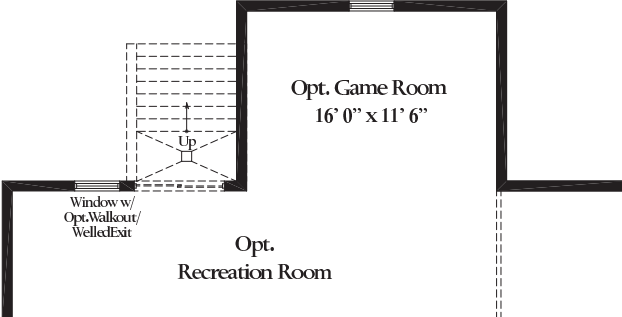 Opt. Game Room
16' 0" x 11' 6"
Up
Window w/
Opt.Walkout/
WelledExit
Opt.
Recreation Room